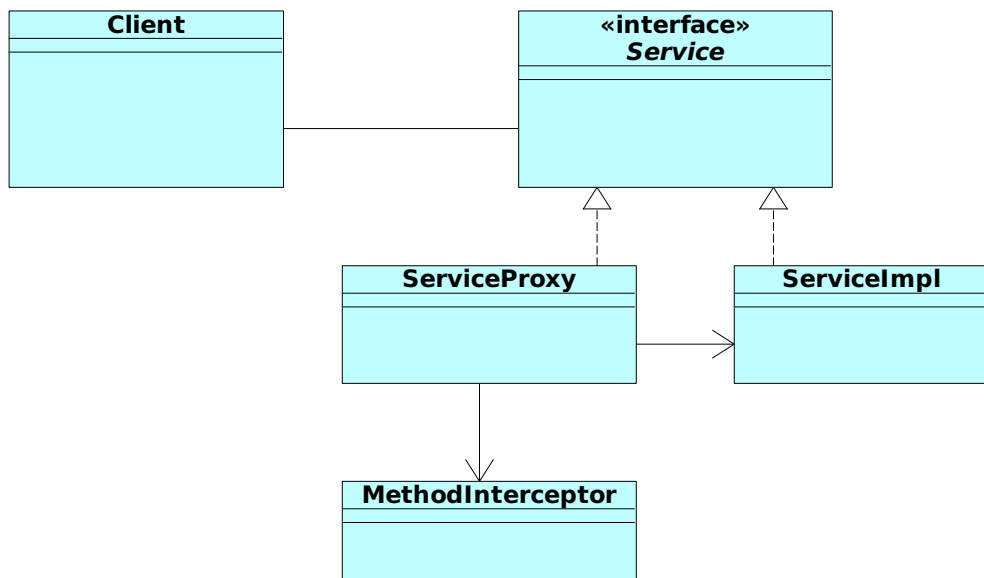 Client
«interface»
Service
ServiceProxy
ServiceImpl
MethodInterceptor